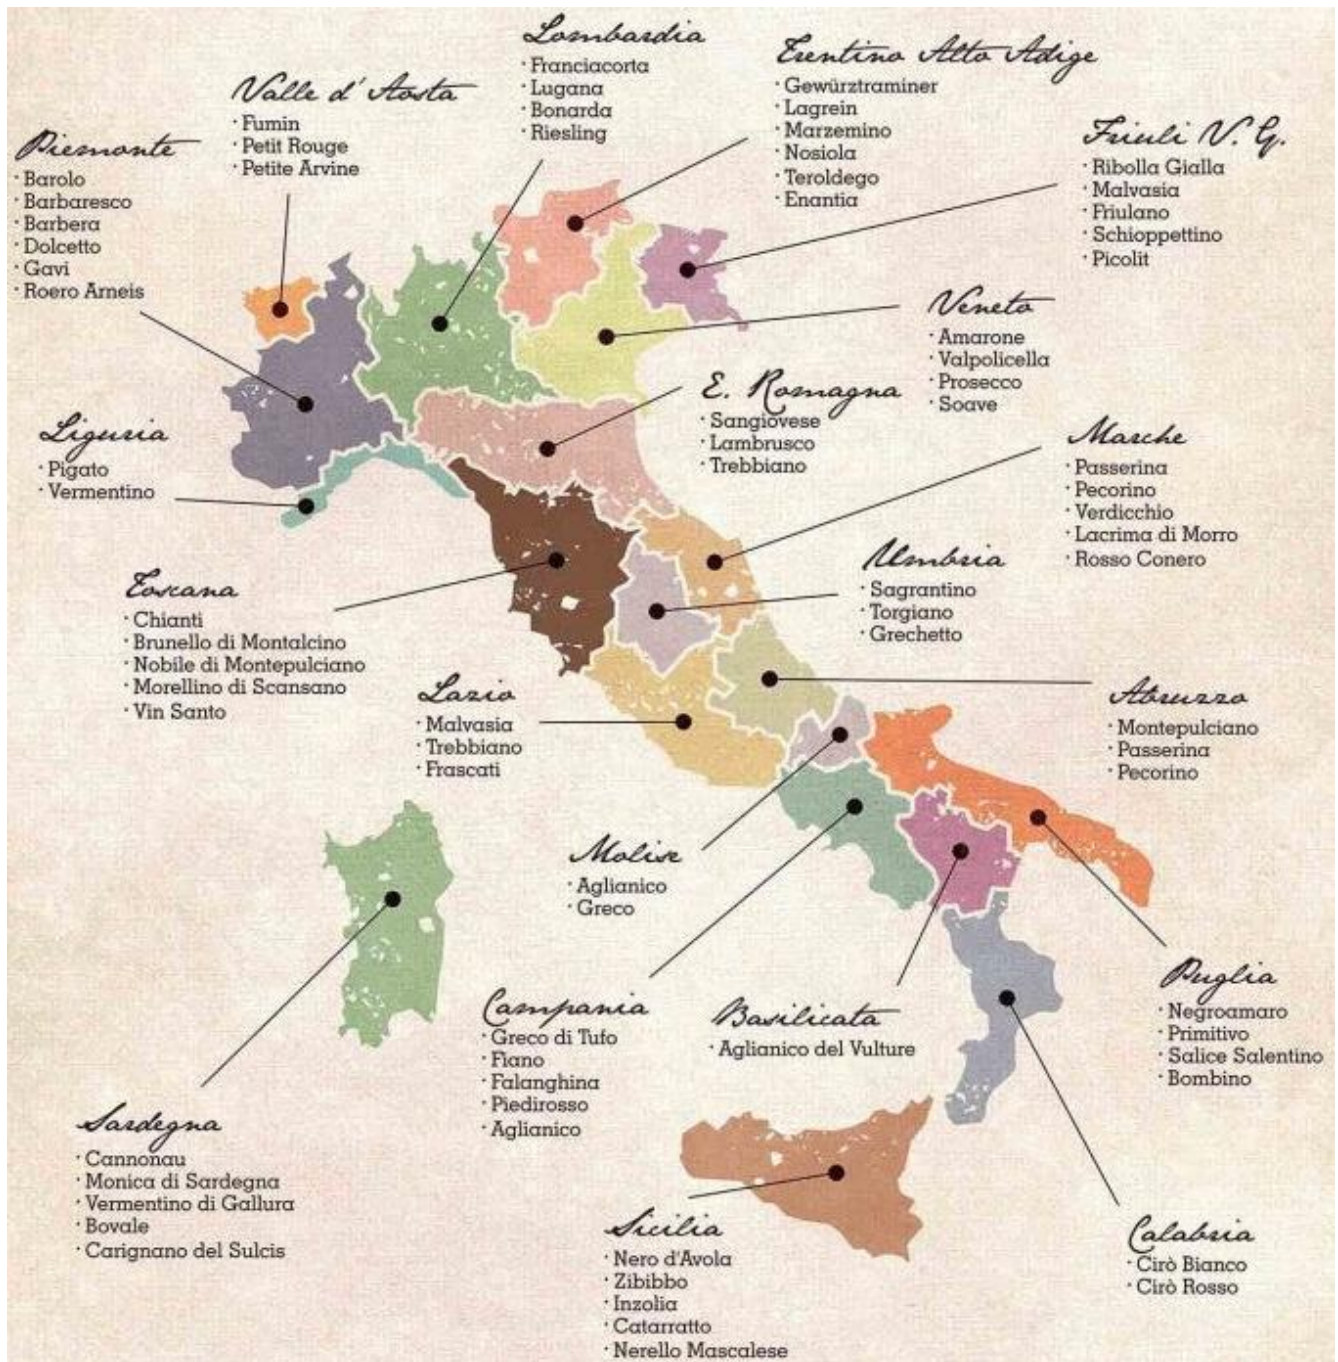 Lombardia
· Franciacorta
· Lugana
· Bonarda
· Riesling
Trentino Alto Adige
· Gewürztraminer
· Lagrein
· Marzemino
· Nosiola
· Teroldego
· Enantia
Valle d'Aosta
· Fumin
· Petit Rouge
· Petite Arvine
Friuli V. G.
· Ribolla Gialla
· Malvasia
· Friulano
· Schioppettino
· Picolit
Piemonte
· Barolo
· Barbaresco
· Barbera
· Dolcetto
· Gavi
· Roero Arneis
Veneto
· Amarone
· Valpolicella
· Prosecco
· Soave
E. Romagna
· Sangiovese
· Lambrusco
· Trebbiano
Liguria
· Pigato
· Vermentino
Marche
· Passerina
· Pecorino
· Verdicchio
· Lacrima di Morro
· Rosso Conero
Umbria
· Sagrantino
· Torgiano
· Grechetto
Toscana
· Chianti
· Brunello di Montalcino
· Nobile di Montepulciano
· Morellino di Scansano
· Vin Santo
Lazio
· Malvasia
· Trebbiano
· Frascati
Abruzzo
· Montepulciano
· Passerina
· Pecorino
Molise
· Aglianico
· Greco
Campania
· Greco di Tufo
· Fiano
· Falanghina
· Piedirosso
· Aglianico
Basilicata
· Aglianico del Vulture
Puglia
· Negroamaro
· Primitivo
· Salice Salentino
· Bombino
Sardegna
· Cannonau
· Monica di Sardegna
· Vermentino di Gallura
· Bovale
· Carignano del Sulcis
Sicilia
· Nero d'Avola
· Zibibbo
· Inzolia
· Catarratto
· Nerello Mascalese
Calabria
· Cirò Bianco
· Cirò Rosso